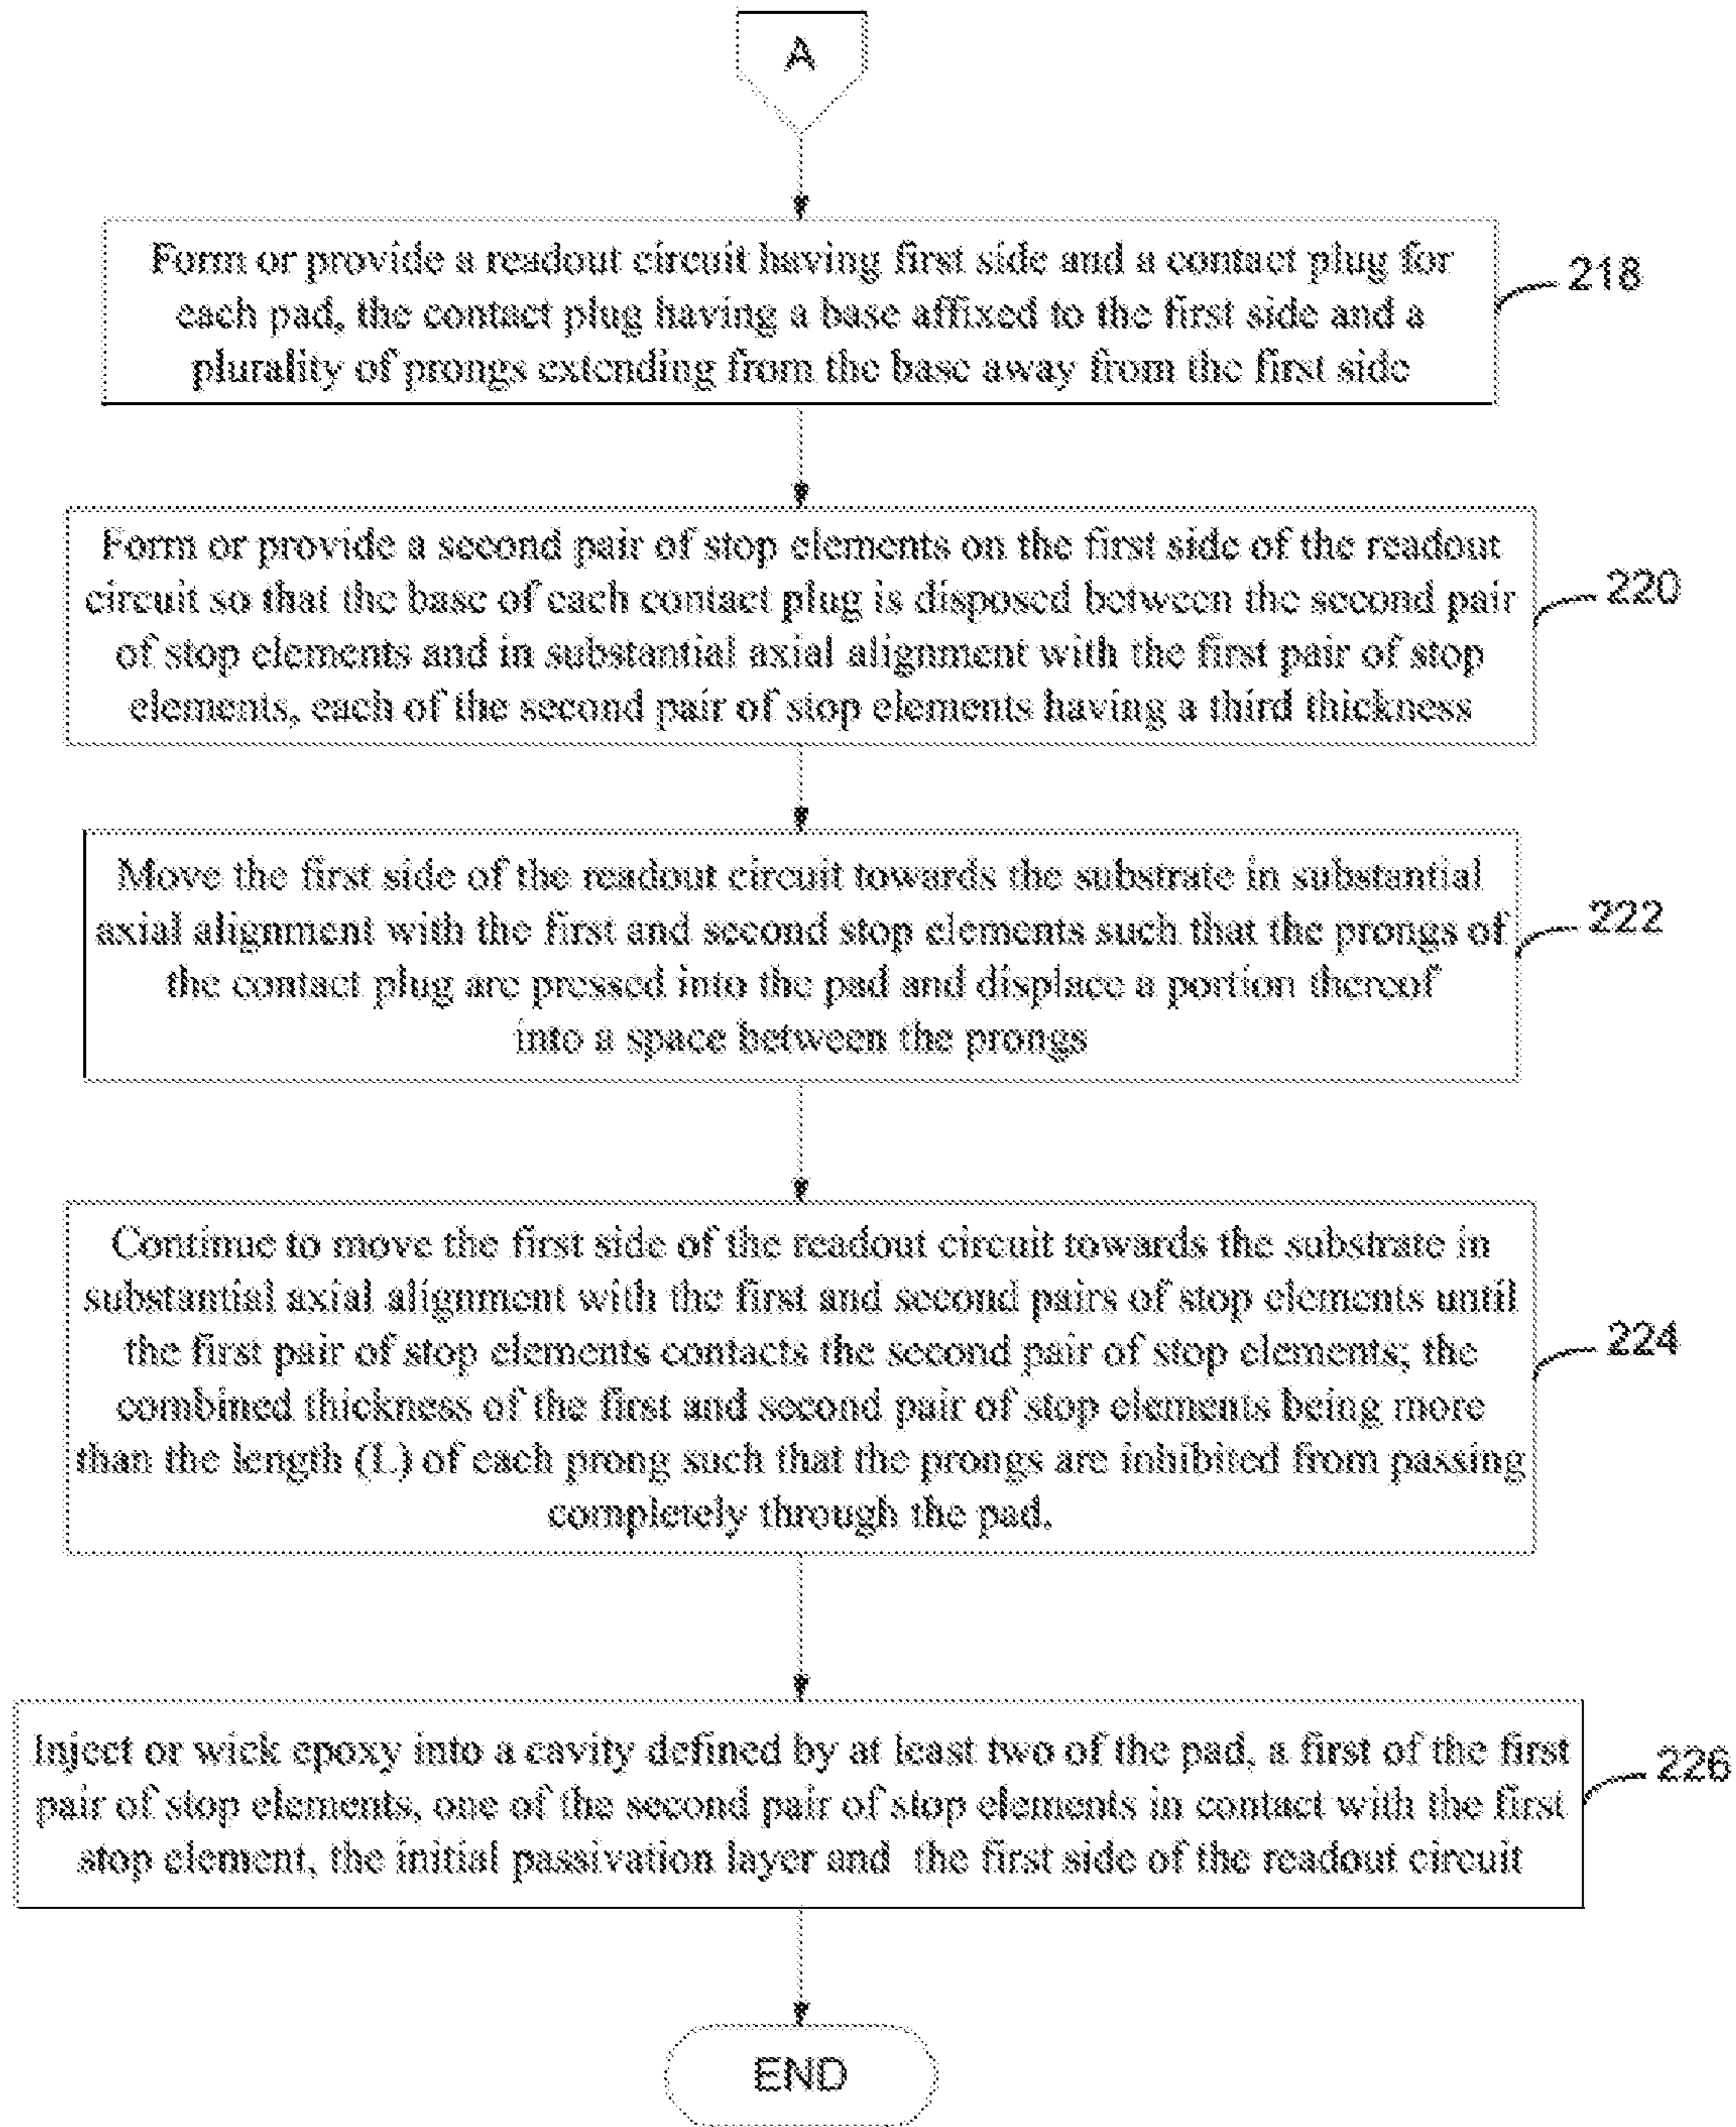 A
Form or provide a readout circuit having first side and a contact plug for
each pad, the contact plug having a base affixed to the first side and a
plurality of prongs extending from the base away from the first side
218
Form or provide a second pair of stop elements on the first side of the readout
circuit so that the base of each contact plug is disposed between the second pair
of stop elements and in substantial axial alignment with the first pair of stop
elements, each of the second pair of stop elements having a third thickness
220
Move the first side of the readout circuit towards the substrate in substantial
axial alignment with the first and second stop elements such that the prongs of
the contact plug are pressed into the pad and displace a portion thereof
into a space between the prongs
222
Continue to move the first side of the readout circuit towards the substrate in
substantial axial alignment with the first and second pairs of stop elements until
the first pair of stop elements contacts the second pair of stop elements; the
combined thickness of the first and second pair of stop elements being more
than the length (L) of each prong such that the prongs are inhibited from passing
completely through the pad.
224
Inject or wick epoxy into a cavity defined by at least two of the pad, a first of the first
pair of stop elements, one of the second pair of stop elements in contact with the first
stop element, the initial passivation layer and the first side of the readout circuit
226
END